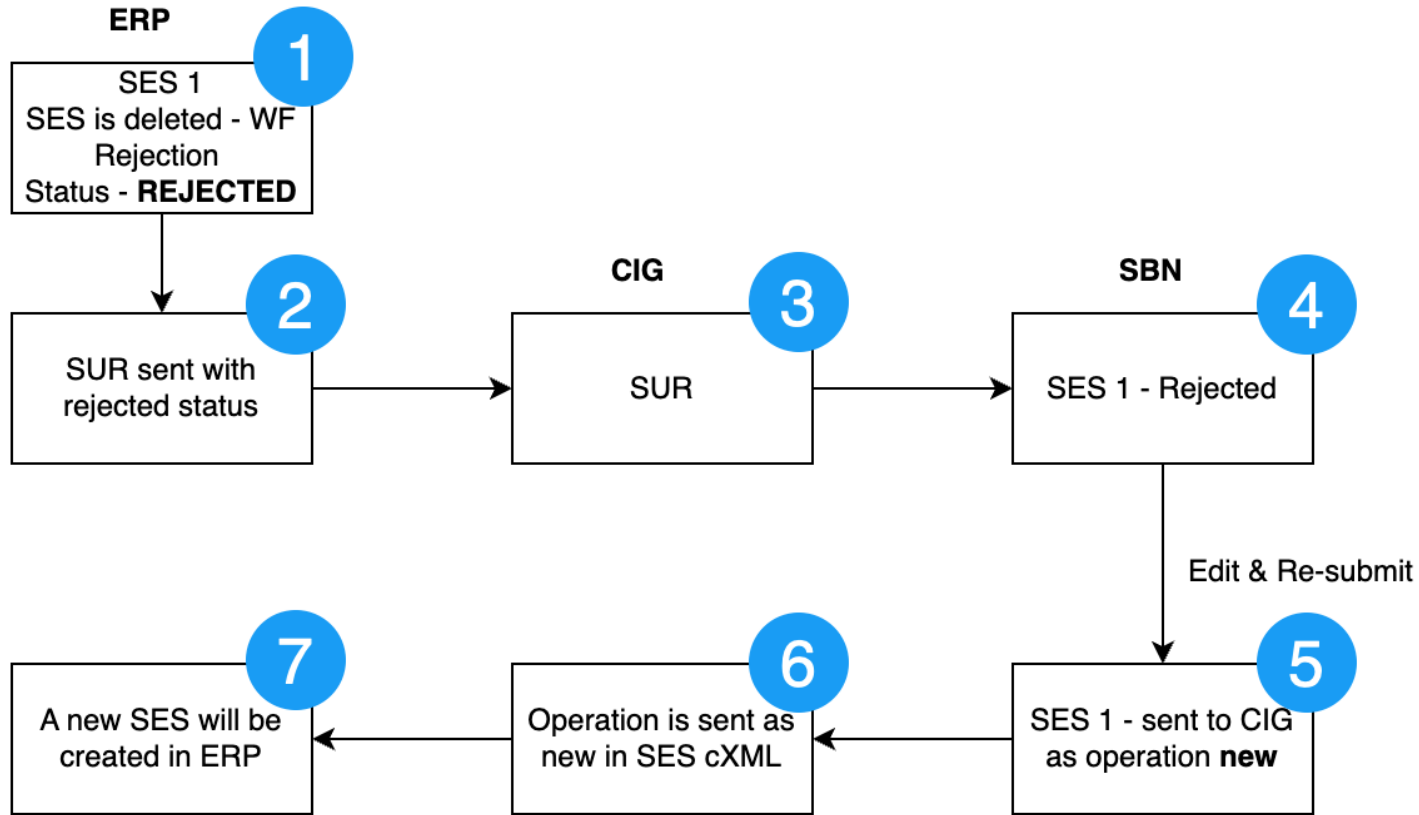 ERP
1
SES 1
SES is deleted - WF
Rejection
Status - REJECTED
2
SUR sent with
rejected status
CIG
3
SUR
SBN
4
SES 1 - Rejected
Edit & Re-submit
5
SES 1 - sent to CIG
as operation new
6
Operation is sent as
new in SES cXML
7
A new SES will be
created in ERP